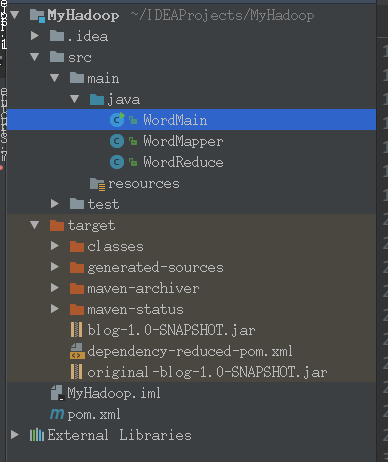 MyHadoop ~/IDEAProjects/MyHadoop
.idea
src
main
java
WordMain
WordMapper
WordReduce
resources
test
target
classes
generated-sources
maven-archiver
maven-status
blog-1.0-SNAPSHOT.jar
dependency-reduced-pom.xml
original-blog-1.0-SNAPSHOT.jar
MyHadoop.iml
pom.xml
External Libraries